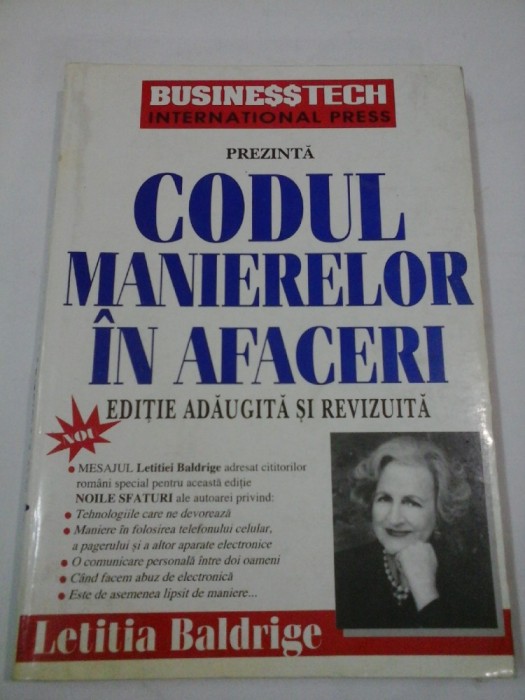 BUSINE$$TECH
INTERNATIONAL PRESS
PREZINTĂ
CODUL
MANIERELOR
ÎN AFACERI
EDIȚIE ADĂUGITĂ ȘI REVIZUITĂ
NOU
• MESAJUL Letitiei Baldrige adresat cititorilor
români special pentru această ediție
NOILE SFATURI ale autoarei privind:
• Tehnologiile care ne devorează
• Maniere în folosirea telefonului celular,
a pagerului și a altor aparate electronice
• O comunicare personală între doi oameni
• Când facem abuz de electronică
• Este de asemenea lipsit de maniere...
Letitia Baldrige